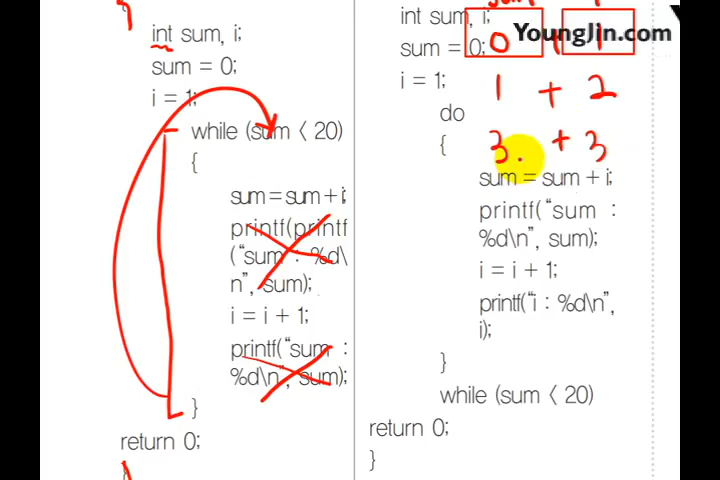 int sum, i;
sum = 0;
i = 1;
while (sum < 20)
{
sum = sum + i;
printf(printf
("sum : %d\
n", sum);
i = i + 1;
printf("sum :
%d\n", sum);
}
return 0;
}
int sum, i;
sum = 0;
i = 1;
do
{
sum = sum + i;
printf("sum :
%d\n", sum);
i = i + 1;
printf("i : %d\n",
i);
}
while (sum < 20)
return 0;
}
YoungJin.com
0
1 + 2
3 + 3